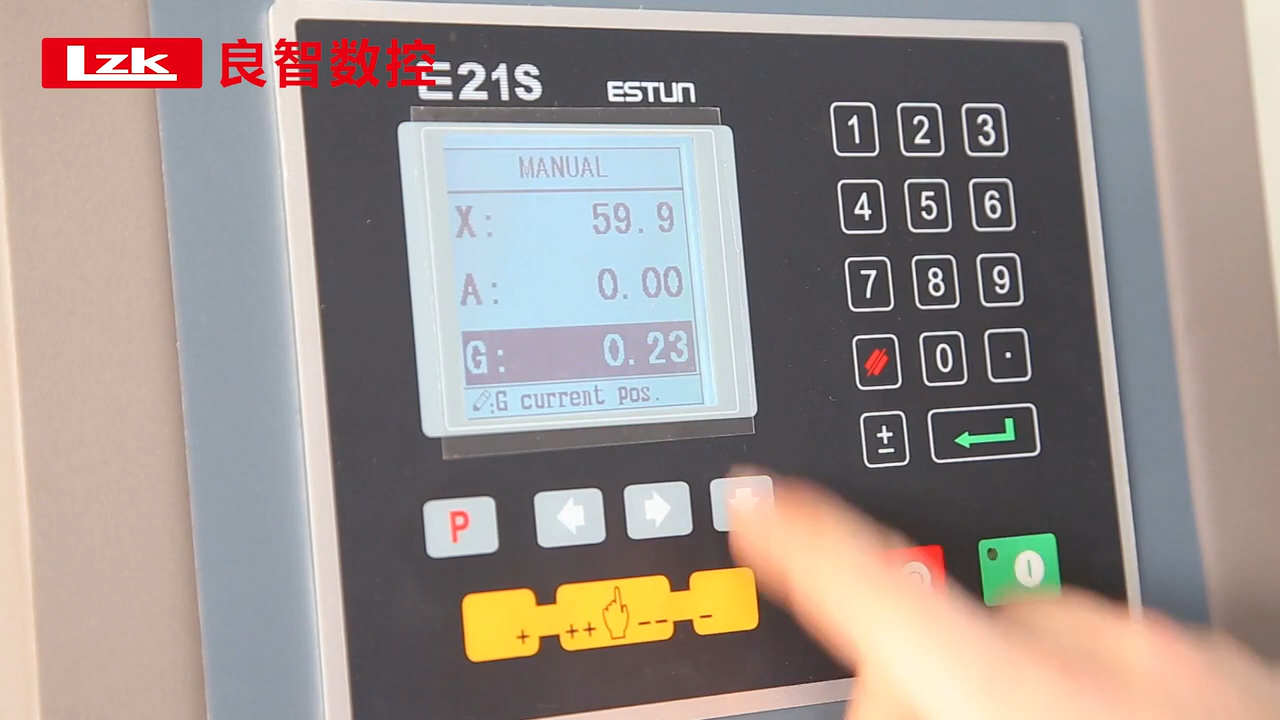 Lzk 良智数控
E21S ESTUN
MANUAL
X: 59.9
A: 0.00
G: 0.23
:G current pos.
1 2 3
4 5 6
7 8 9
0 .
±
P
+ ++ -- -